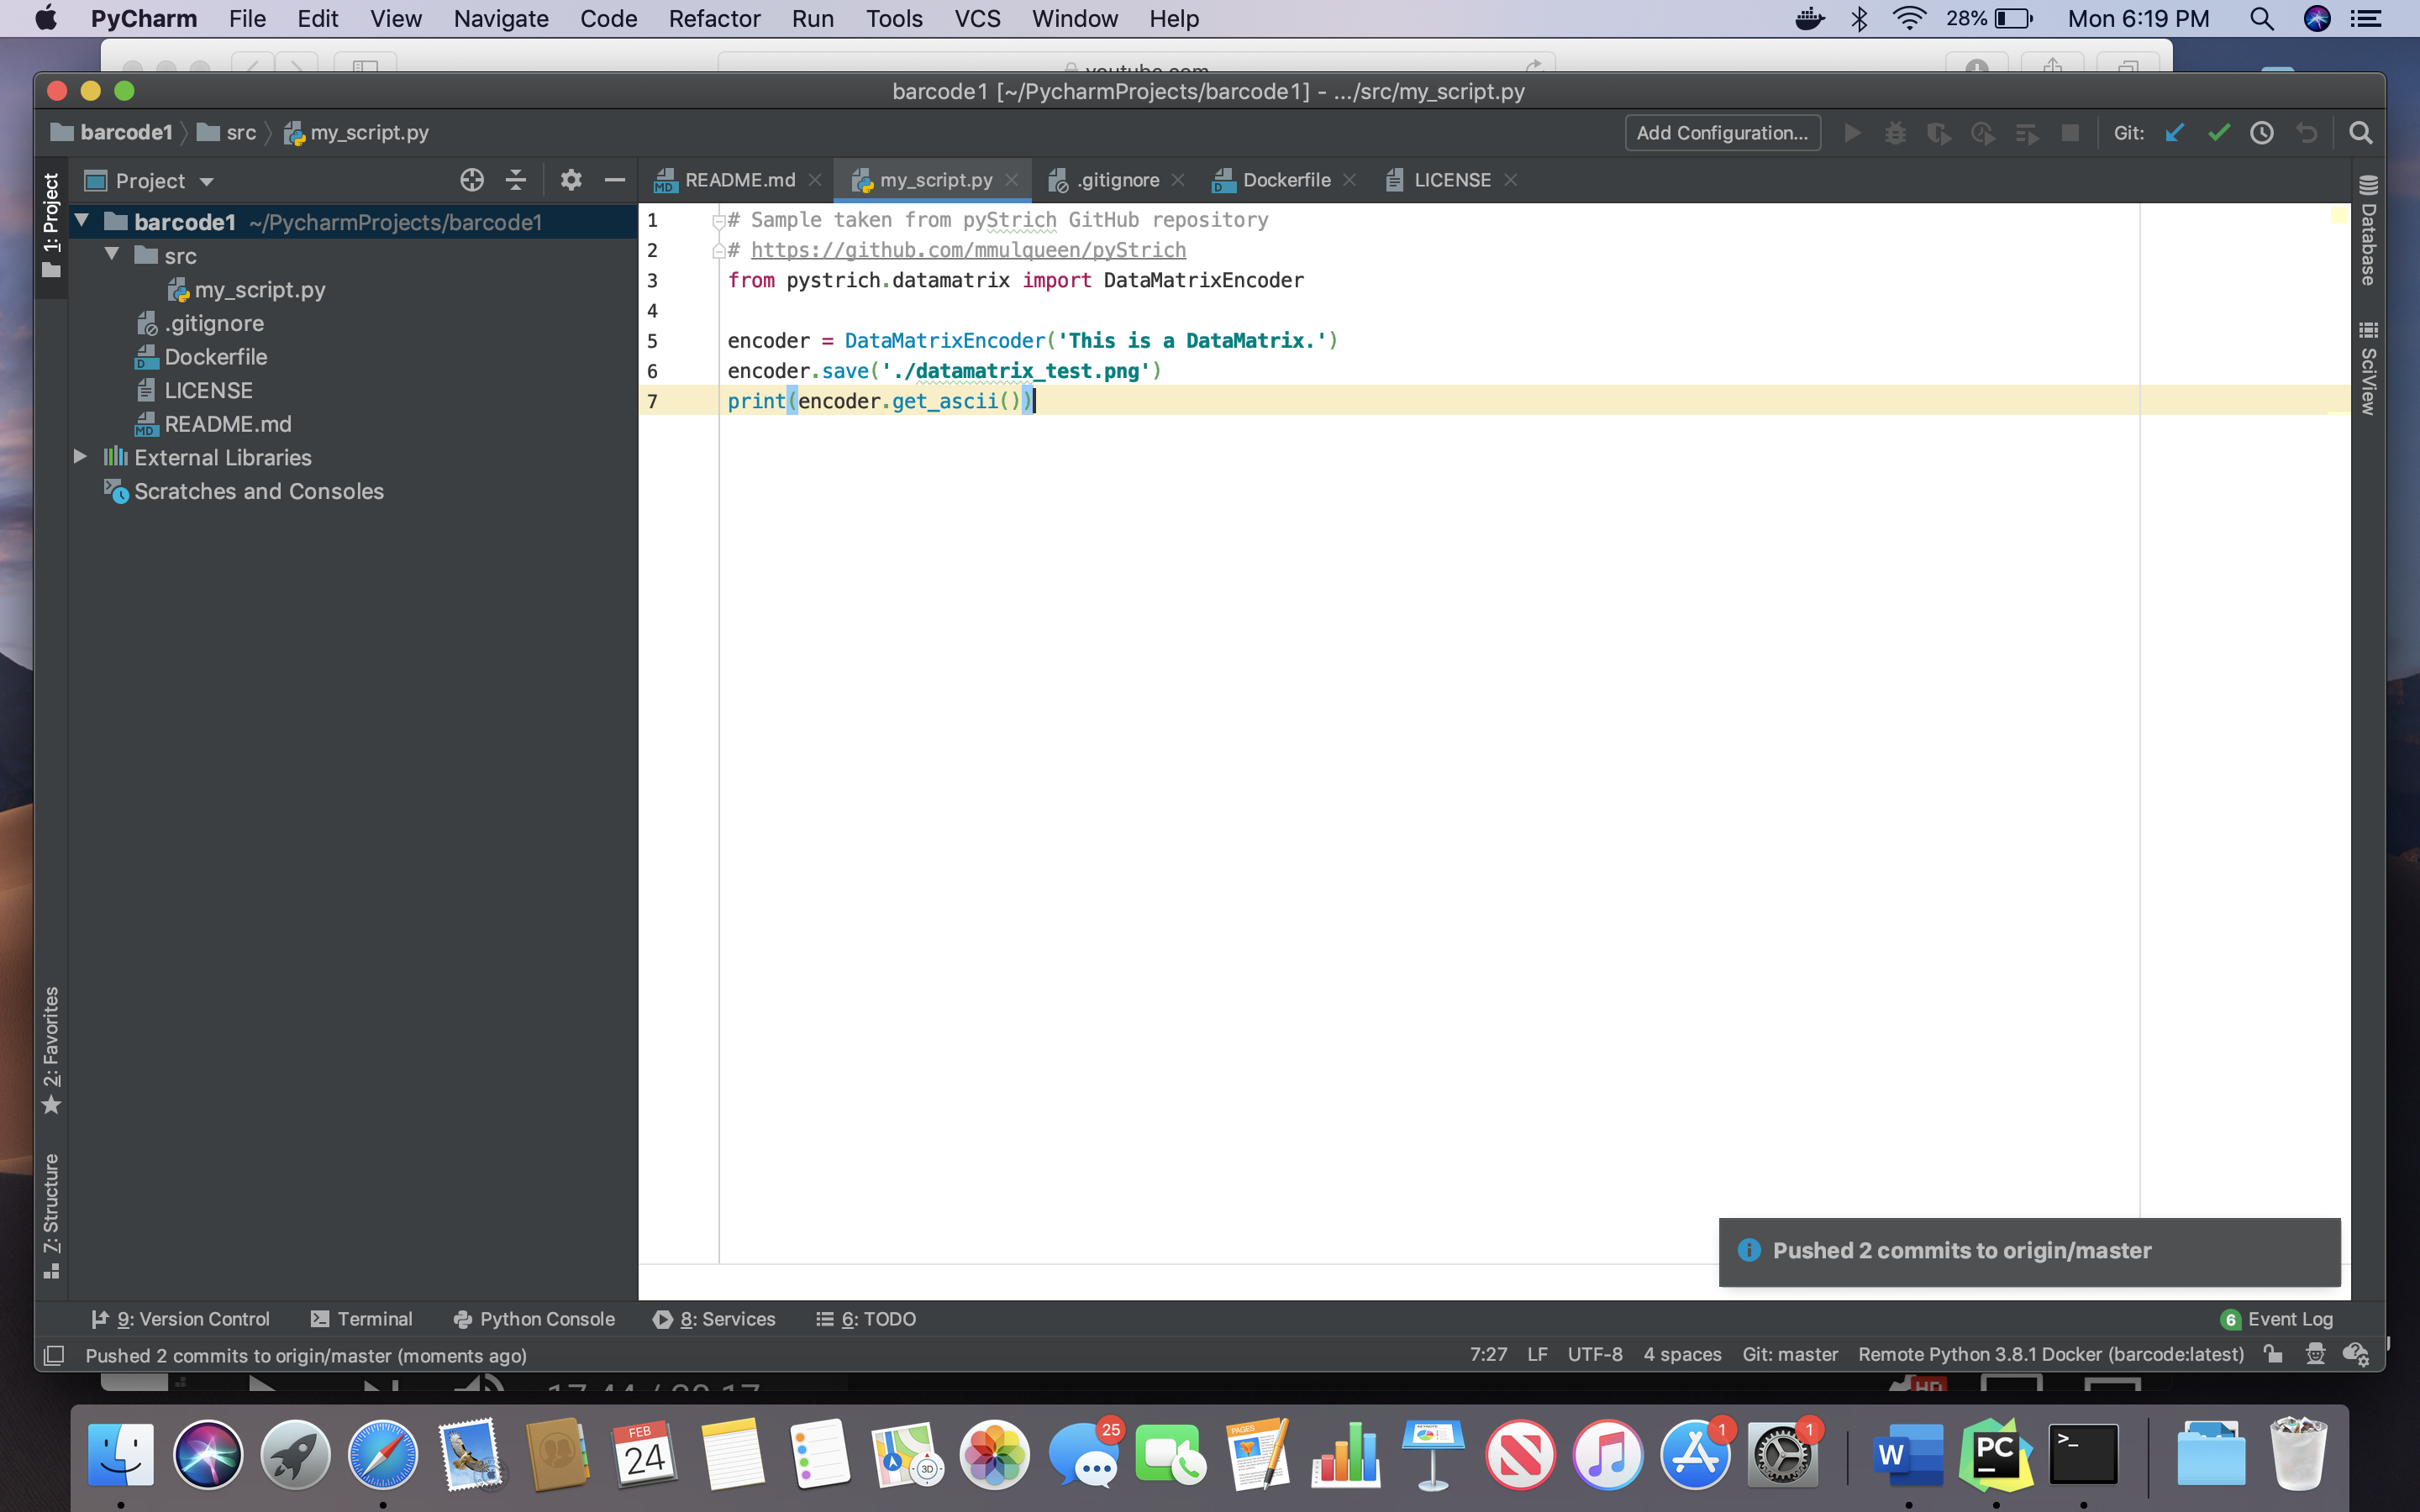 PyCharm File Edit View Navigate Code Refactor Run Tools VCS Window Help 28% Mon 6:19 PM
youtube.com
barcode1 [~/PycharmProjects/barcode1] - .../src/my_script.py
barcode1 src my_script.py Add Configuration... Git:
Project README.md my_script.py .gitignore Dockerfile LICENSE
1: Project
Database
SciView
barcode1 ~/PycharmProjects/barcode1
src
my_script.py
.gitignore
Dockerfile
LICENSE
README.md
External Libraries
Scratches and Consoles
1 # Sample taken from pyStrich GitHub repository
2 # https://github.com/mmulqueen/pyStrich
3 from pystrich.datamatrix import DataMatrixEncoder
4
5 encoder = DataMatrixEncoder('This is a DataMatrix.')
6 encoder.save('./datamatrix_test.png')
7 print(encoder.get_ascii())
2: Favorites
Z: Structure
Pushed 2 commits to origin/master
9: Version Control Terminal Python Console 8: Services 6: TODO 6 Event Log
Pushed 2 commits to origin/master (moments ago) 7:27 LF UTF-8 4 spaces Git: master Remote Python 3.8.1 Docker (barcode:latest)
HD
FEB
24
3D
25
PAGES
1
1
W
PC
>_